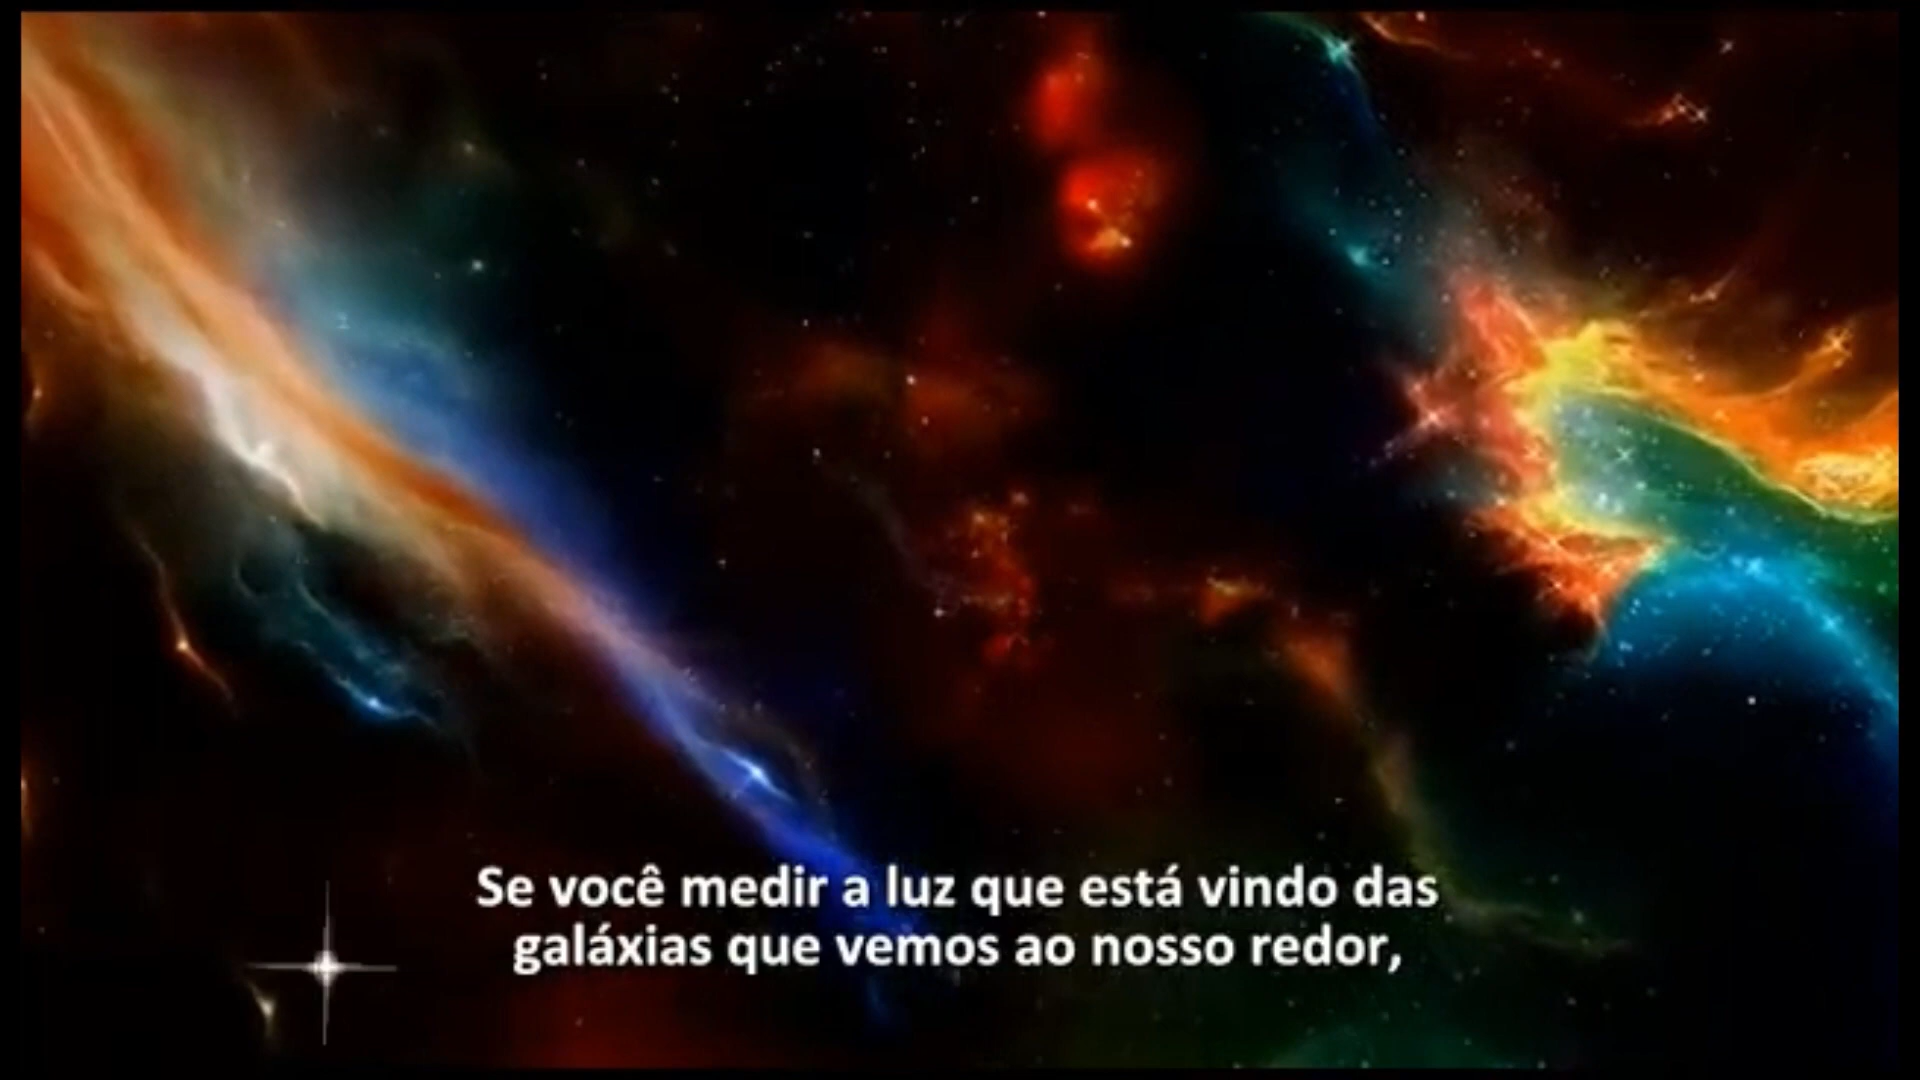 Se você medir a luz que está vindo das
galáxias que vemos ao nosso redor,